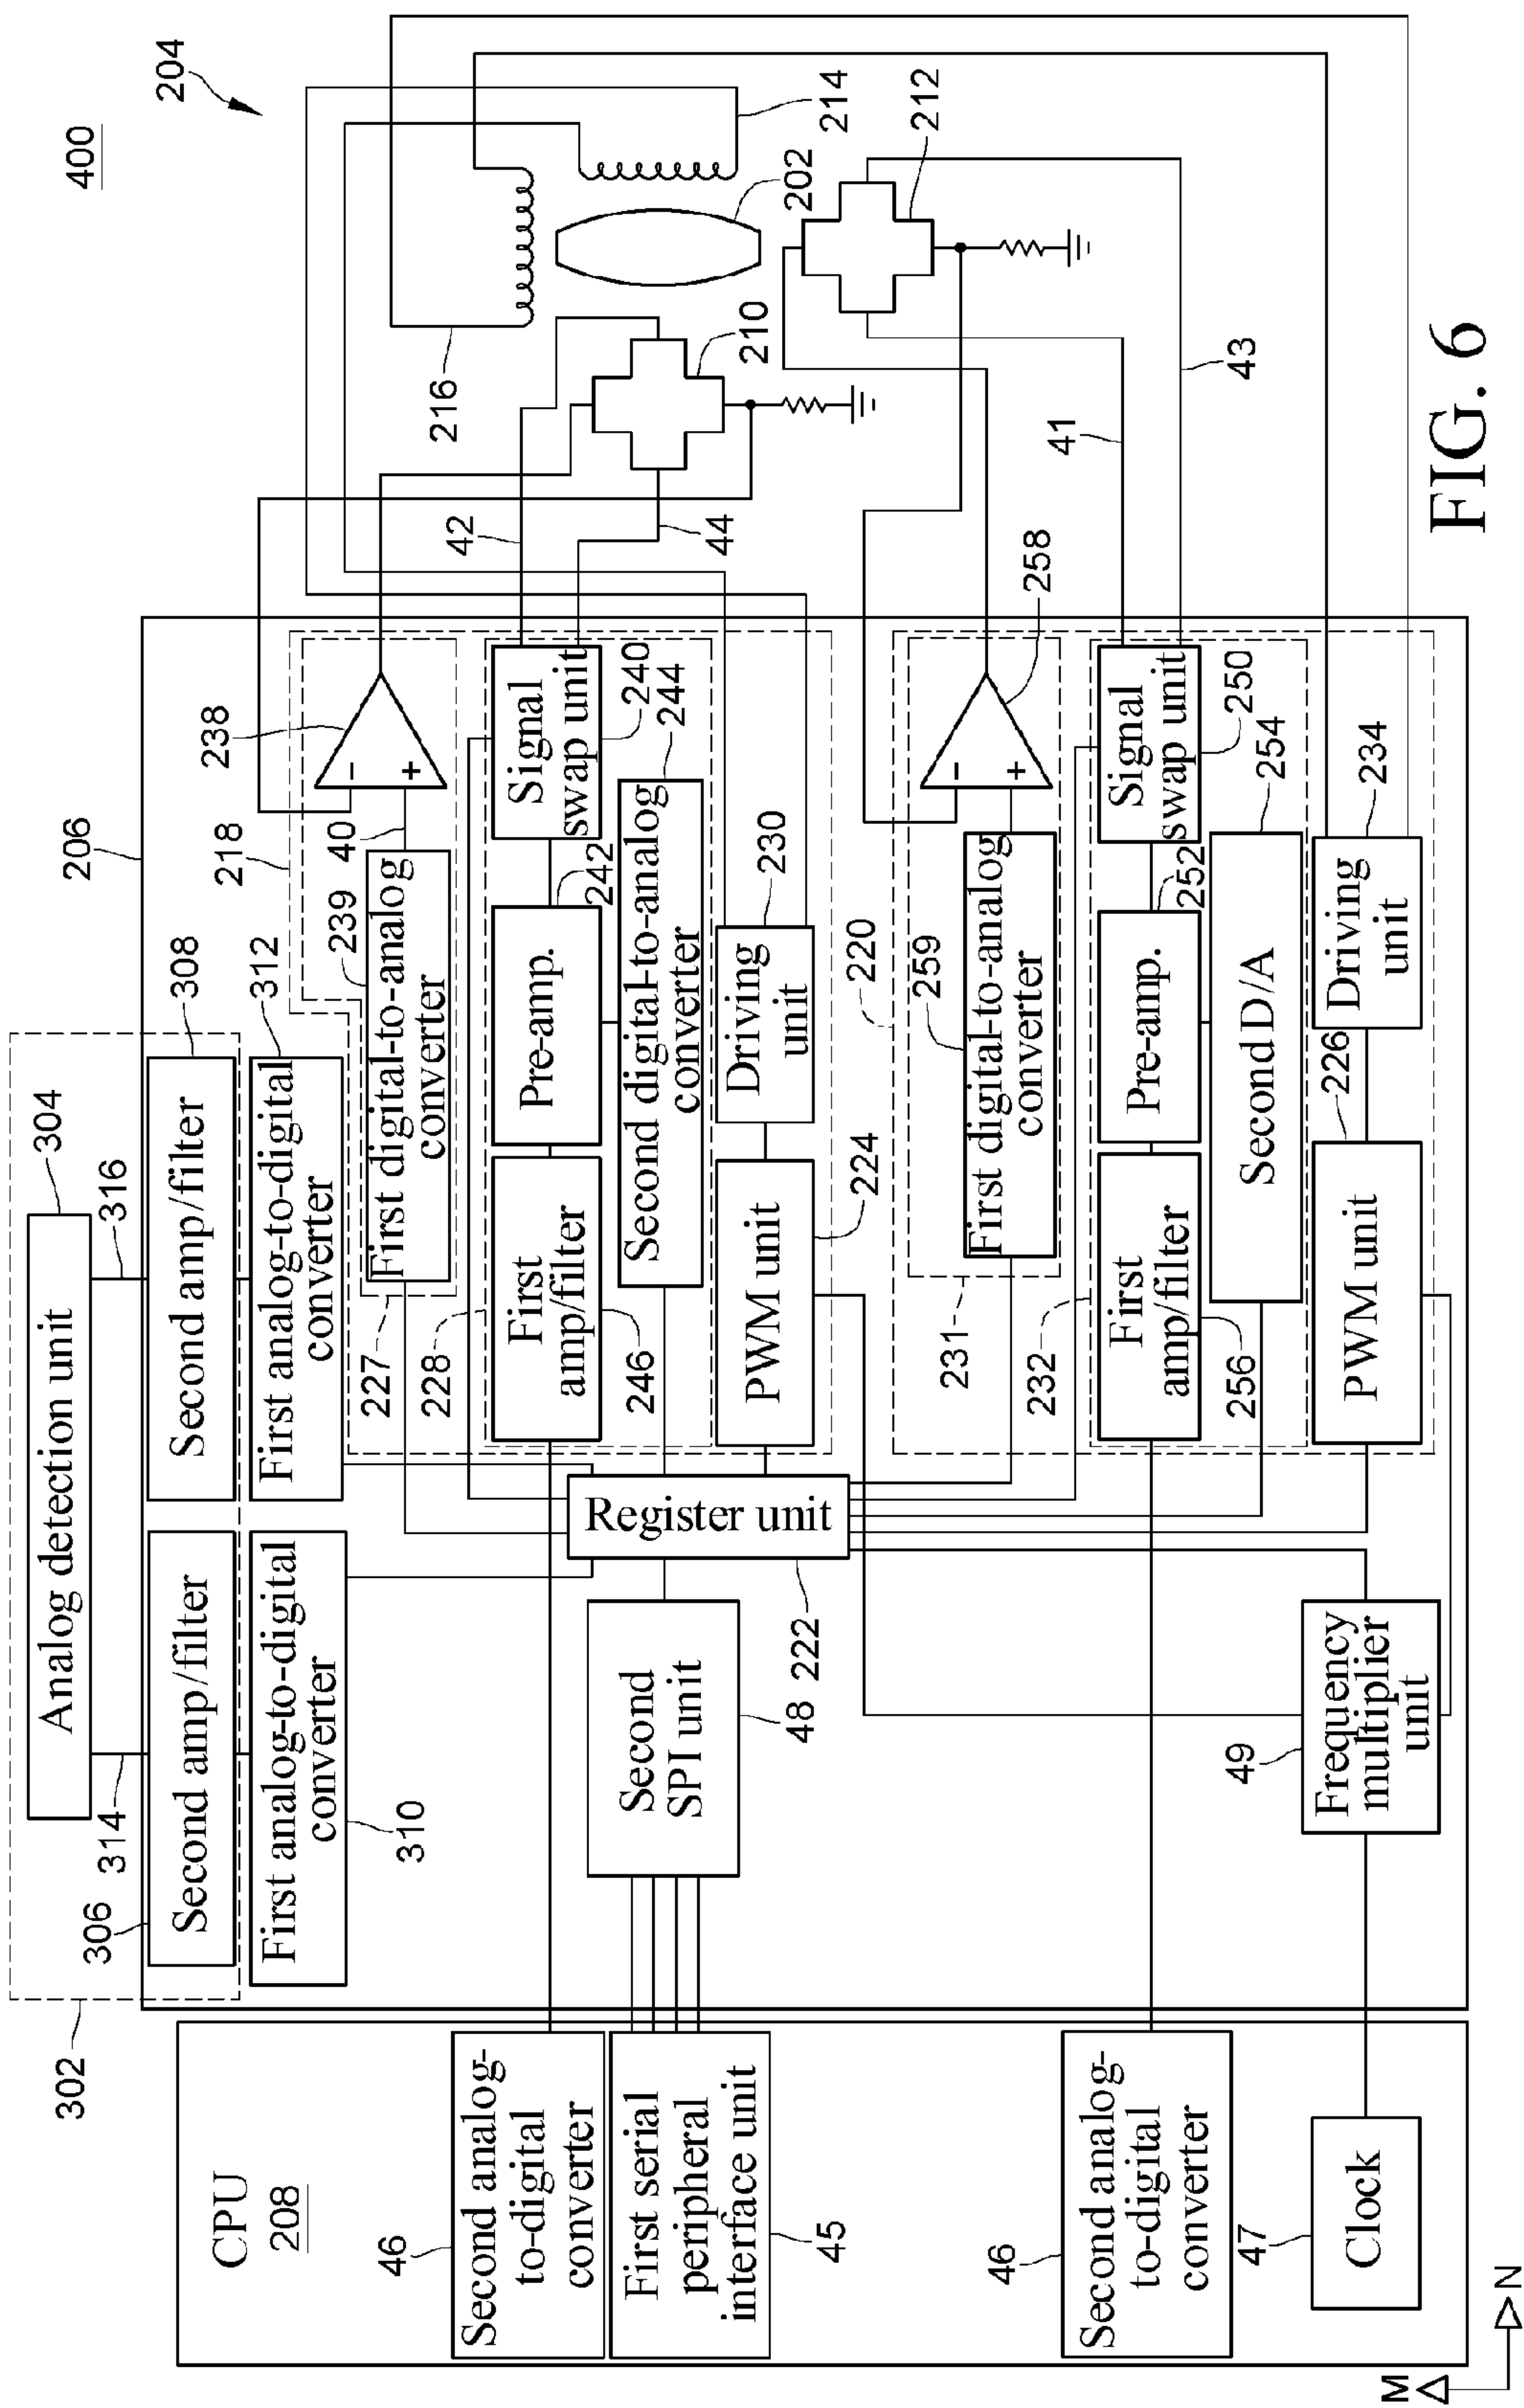 400
204
302
304
Analog detection unit
314
316
306
Second amp/filter
308
Second amp/filter
206
310
First analog-to-digital
converter
312
First analog-to-digital
converter
218
238
-
+
40
239
First digital-to-analog
converter
227
228
CPU
208
46
Second analog-
to-digital
converter
First serial
peripheral
interface unit
45
Second
SPI unit
48
Register unit
222
First
amp/filter
246
Pre-amp.
242
Signal
swap unit
240
244
Second digital-to-analog
converter
PWM unit
224
Driving
unit
230
42
44
210
216
202
214
212
220
231
259
First digital-to-analog
converter
-
+
258
232
First
amp/filter
256
Pre-amp.
252
Signal
swap unit
250
254
Second D/A
41
43
46
Second analog-
to-digital
converter
47
Clock
49
Frequency
multiplier
unit
PWM unit
226
Driving
unit
234
M
N
FIG. 6